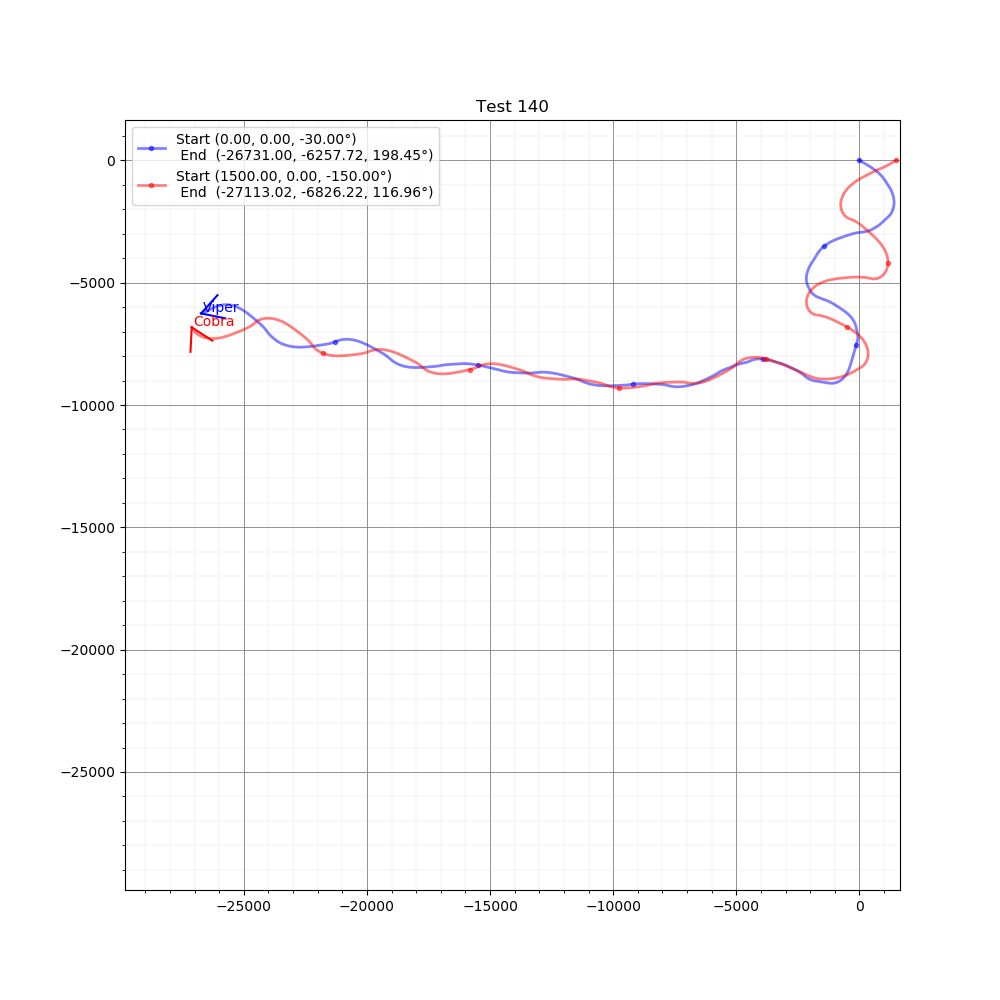 Test 140
Start (0.00, 0.00, -30.00°)
End (-26731.00, -6257.72, 198.45°)
Start (1500.00, 0.00, -150.00°)
End (-27113.02, -6826.22, 116.96°)
0
−5000
−10000
−15000
−20000
−25000
Viper
Cobra
−25000
−20000
−15000
−10000
−5000
0